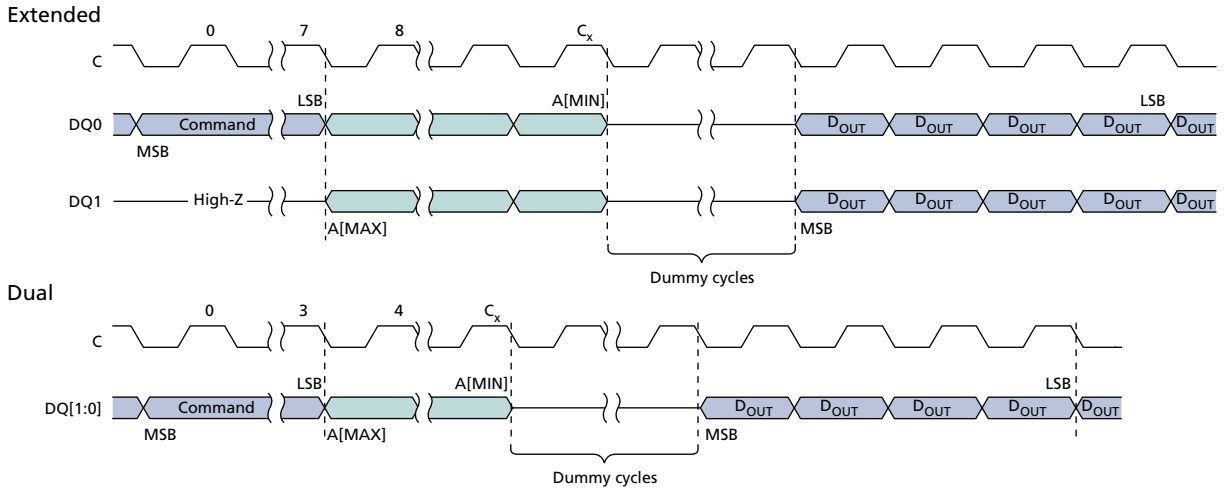 Extended
0 7 8 Cx
C
LSB A[MIN] LSB
DQ0 Command DOUT DOUT DOUT DOUT DOUT
MSB
DQ1 High-Z DOUT DOUT DOUT DOUT DOUT
A[MAX] MSB
Dummy cycles
Dual
0 3 4 Cx
C
LSB A[MIN] LSB
DQ[1:0] Command DOUT DOUT DOUT DOUT DOUT
MSB A[MAX] MSB
Dummy cycles